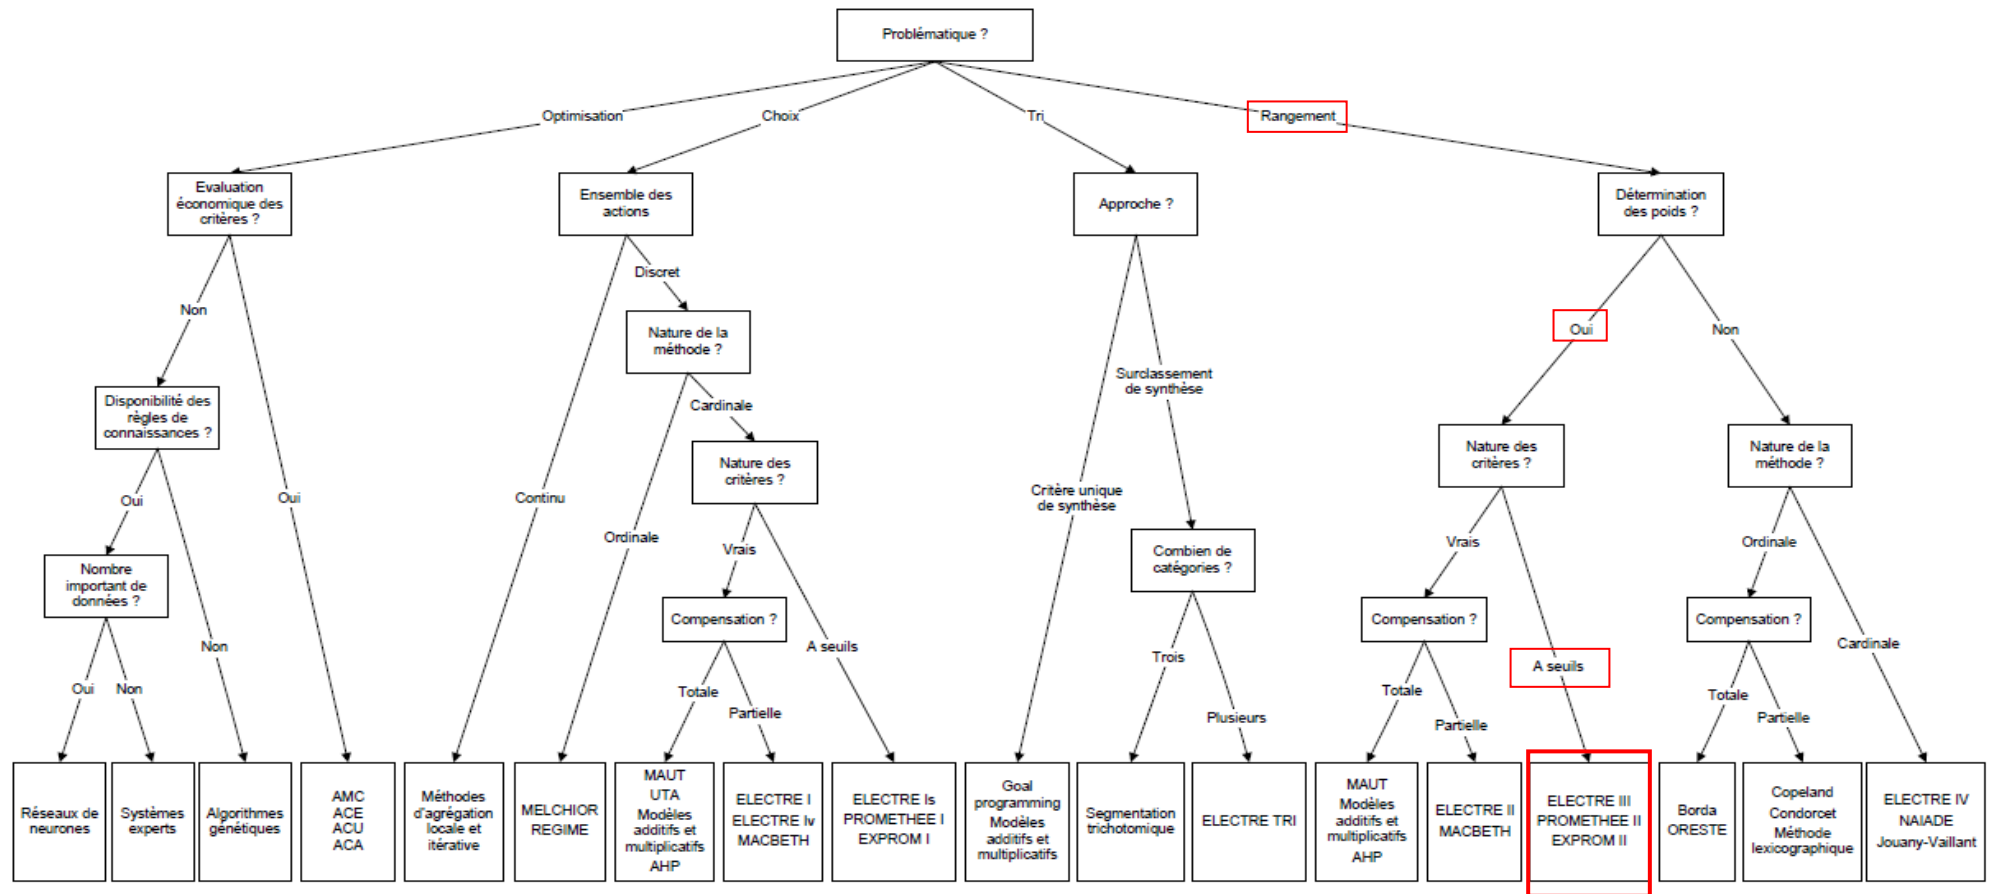 Problématique ?
Optimisation
Choix
Tri
Rangement
Evaluation
économique des
critères ?
Ensemble des
actions
Approche ?
Détermination
des poids ?
Discret
Non
Nature de la
méthode ?
Oui
Non
Surclassement
de synthèse
Disponibilité des
règles de
connaissances ?
Cardinale
Nature des
critères ?
Nature des
critères ?
Nature de la
méthode ?
Oui
Oui
Continu
Critère unique
de synthèse
Ordinale
Vrais
Combien de
catégories ?
Vrais
Ordinale
Nombre
important de
données ?
Compensation ?
Compensation ?
Compensation ?
Non
A seuils
Trois
A seuils
Cardinale
Oui
Non
Totale
Partielle
Plusieurs
Totale
Partielle
Totale
Partielle
Réseaux de
neurones
Systèmes
experts
Algorithmes
génétiques
AMC
ACE
ACU
ACA
Méthodes
d'agrégation
locale et
itérative
MELCHIOR
REGIME
MAUT
UTA
Modèles
additifs et
multiplicatifs
AHP
ELECTRE I
ELECTRE Iv
MACBETH
ELECTRE Is
PROMETHEE I
EXPROM I
Goal
programming
Modèles
additifs et
multiplicatifs
Segmentation
trichotomique
ELECTRE TRI
MAUT
Modèles
additifs et
multiplicatifs
AHP
ELECTRE II
MACBETH
ELECTRE III
PROMETHEE II
EXPROM II
Borda
ORESTE
Copeland
Condorcet
Méthode
lexicographique
ELECTRE IV
NAIADE
Jouany-Vaillant